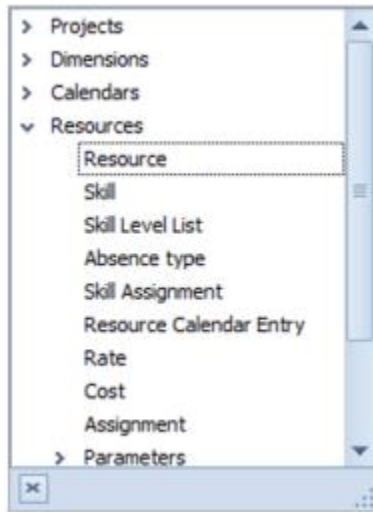 Projects
Dimensions
Calendars
Resources
Resource
Skill
Skill Level List
Absence type
Skill Assignment
Resource Calendar Entry
Rate
Cost
Assignment
Parameters